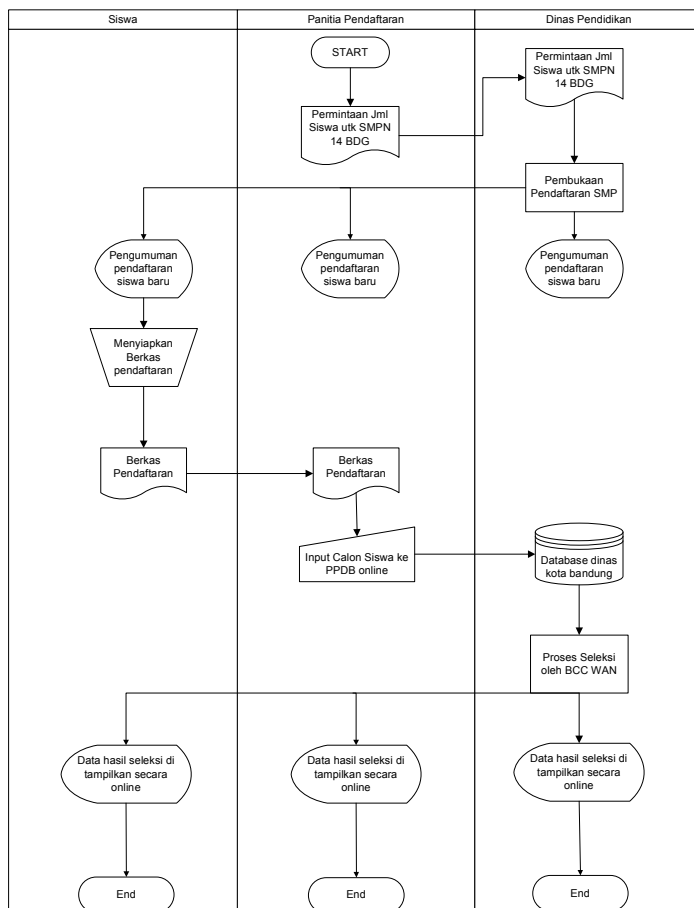 Siswa
Panitia Pendaftaran
Dinas Pendidikan
START
Permintaan Jml
Siswa utk SMPN
14 BDG
Permintaan Jml
Siswa utk SMPN
14 BDG
Pembukaan
Pendaftaran SMP
Pengumuman
pendaftaran
siswa baru
Pengumuman
pendaftaran
siswa baru
Pengumuman
pendaftaran
siswa baru
Menyiapkan
Berkas
pendaftaran
Berkas
Pendaftaran
Berkas
Pendaftaran
Input Calon Siswa ke
PPDB online
Database dinas
kota bandung
Proses Seleksi
oleh BCC WAN
Data hasil seleksi di
tampilkan secara
online
Data hasil seleksi di
tampilkan secara
online
Data hasil seleksi di
tampilkan secara
online
End
End
End